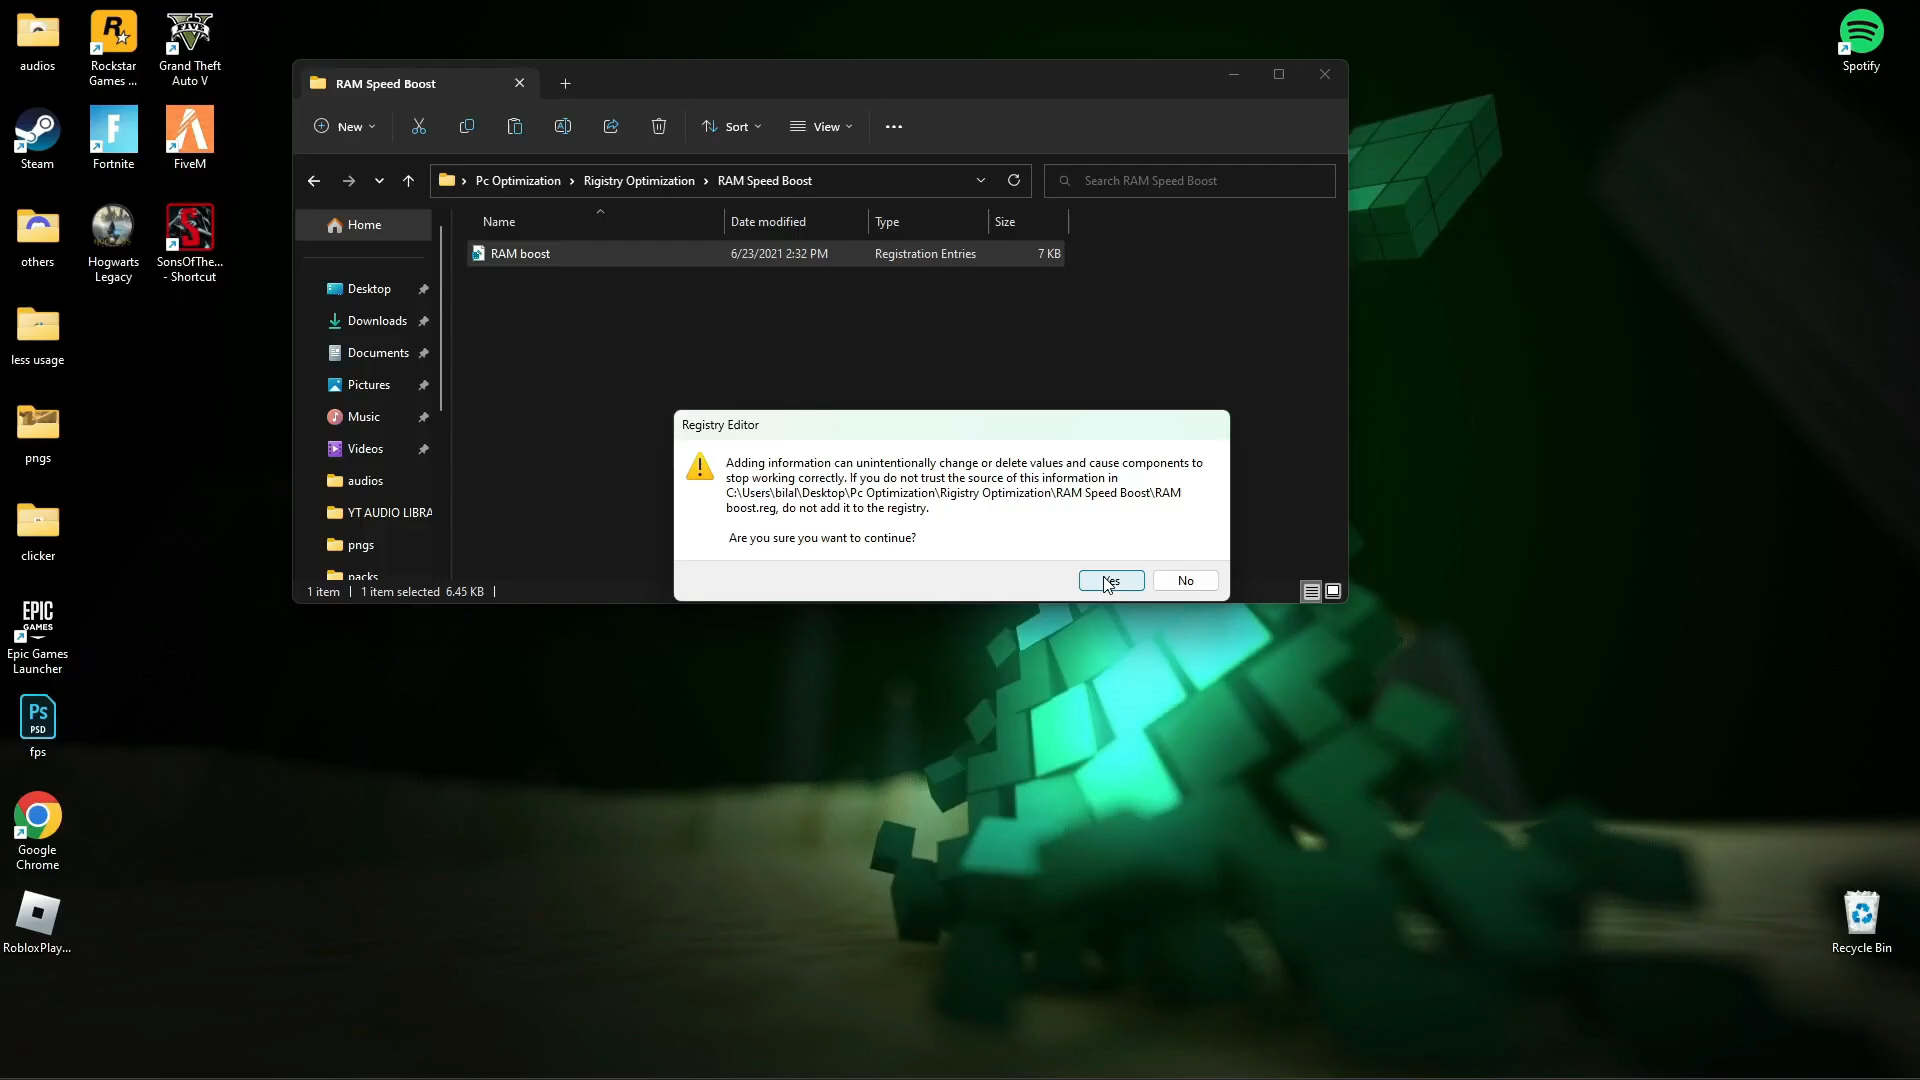 audios
Rockstar
Games ...
Grand Theft
Auto V
Spotify
Steam
Fortnite
FiveM
others
Hogwarts
Legacy
SonsOfThe...
- Shortcut
less usage
pngs
clicker
EPIC
GAMES
Epic Games
Launcher
Ps
PSD
fps
Google
Chrome
RobloxPlay...
Recycle Bin
RAM Speed Boost
New
Sort
View
Pc Optimization
Rigistry Optimization
RAM Speed Boost
Search RAM Speed Boost
Home
Desktop
Downloads
Documents
Pictures
Music
Videos
audios
YT AUDIO LIBRA
pngs
packs
Name
Date modified
Type
Size
RAM boost
6/23/2021 2:32 PM
Registration Entries
7 KB
Registry Editor
Adding information can unintentionally change or delete values and cause components to
stop working correctly. If you do not trust the source of this information in
C:\Users\bilal\Desktop\Pc Optimization\Rigistry Optimization\RAM Speed Boost\RAM
boost.reg, do not add it to the registry.
Are you sure you want to continue?
Yes
No
1 item
1 item selected 6.45 KB